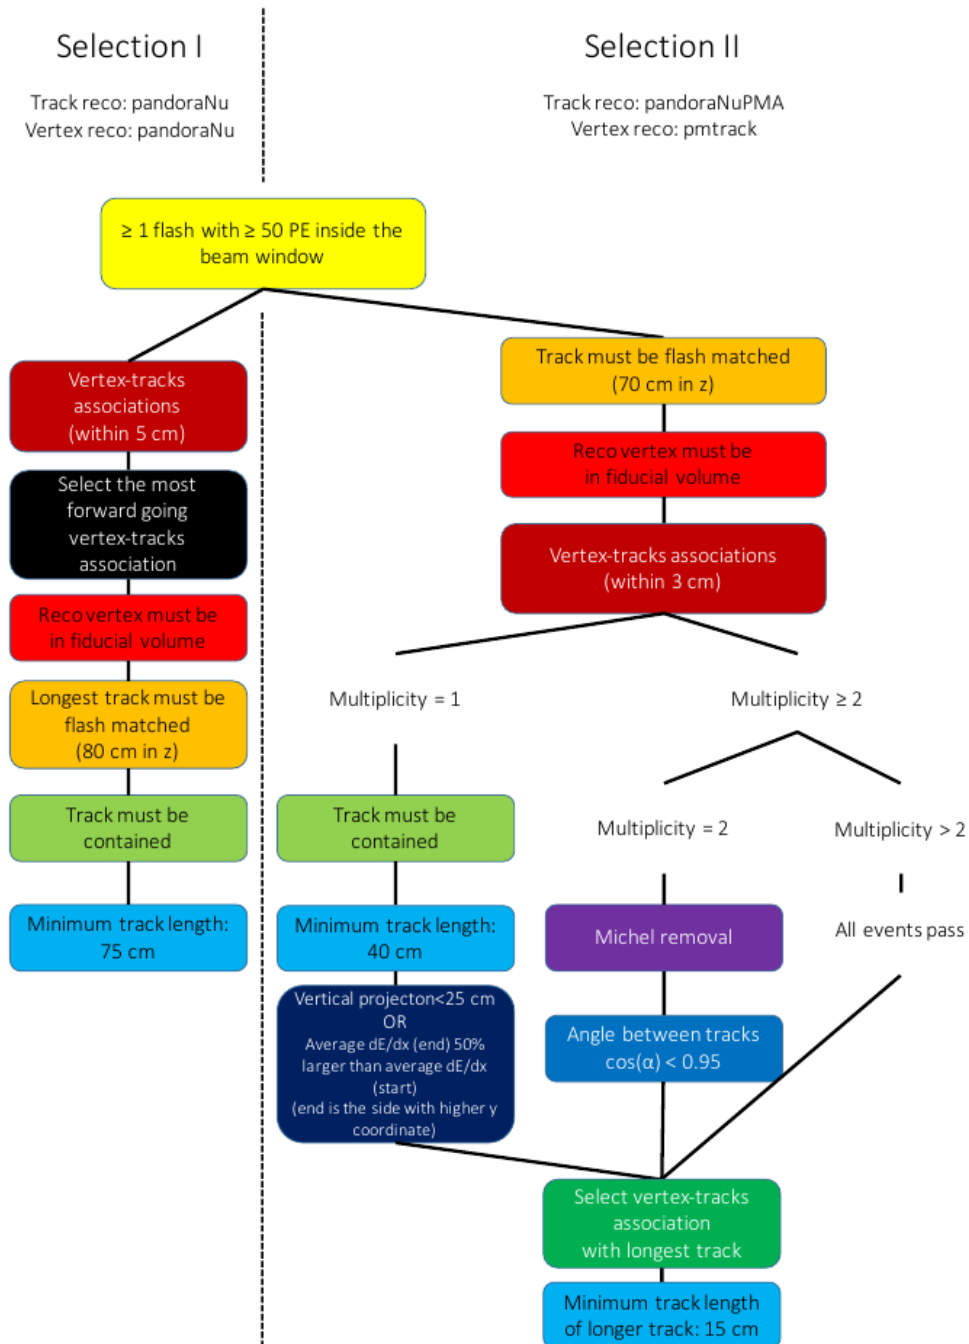 Selection I
Track reco: pandoraNu
Vertex reco: pandoraNu
Selection II
Track reco: pandoraNuPMA
Vertex reco: pmtrack
≥ 1 flash with ≥ 50 PE inside the
beam window
Vertex-tracks
associations
(within 5 cm)
Select the most
forward going
vertex-tracks
association
Reco vertex must be
in fiducial volume
Longest track must be
flash matched
(80 cm in z)
Track must be
contained
Minimum track length:
75 cm
Track must be flash matched
(70 cm in z)
Reco vertex must be
in fiducial volume
Vertex-tracks associations
(within 3 cm)
Multiplicity = 1
Multiplicity ≥ 2
Track must be
contained
Minimum track length:
40 cm
Vertical projecton<25 cm
OR
Average dE/dx (end) 50%
larger than average dE/dx
(start)
(end is the side with higher y
coordinate)
Multiplicity = 2
Michel removal
Angle between tracks
cos(α) < 0.95
Multiplicity > 2
All events pass
Select vertex-tracks
association
with longest track
Minimum track length
of longer track: 15 cm